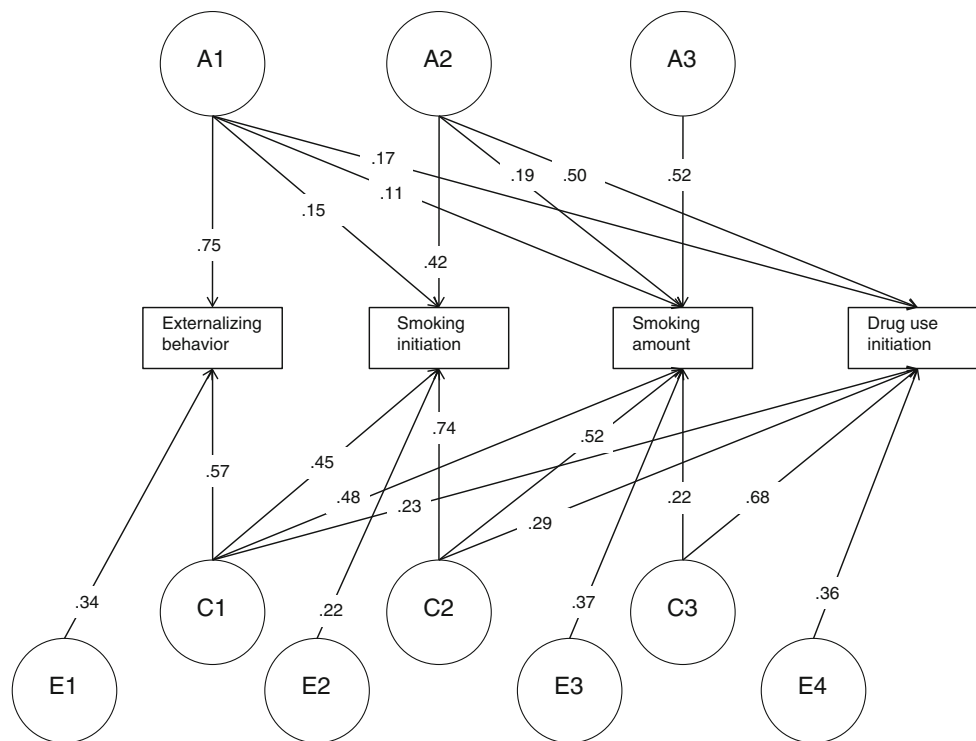 A1
A2
A3
.17
.11
.19
.50
.52
.15
.75
.42
Externalizing
behavior
Smoking
initiation
Smoking
amount
Drug use
initiation
.74
.52
.45
.57
.48
.23
.29
.22
.68
.34
.22
.37
.36
C1
C2
C3
E1
E2
E3
E4